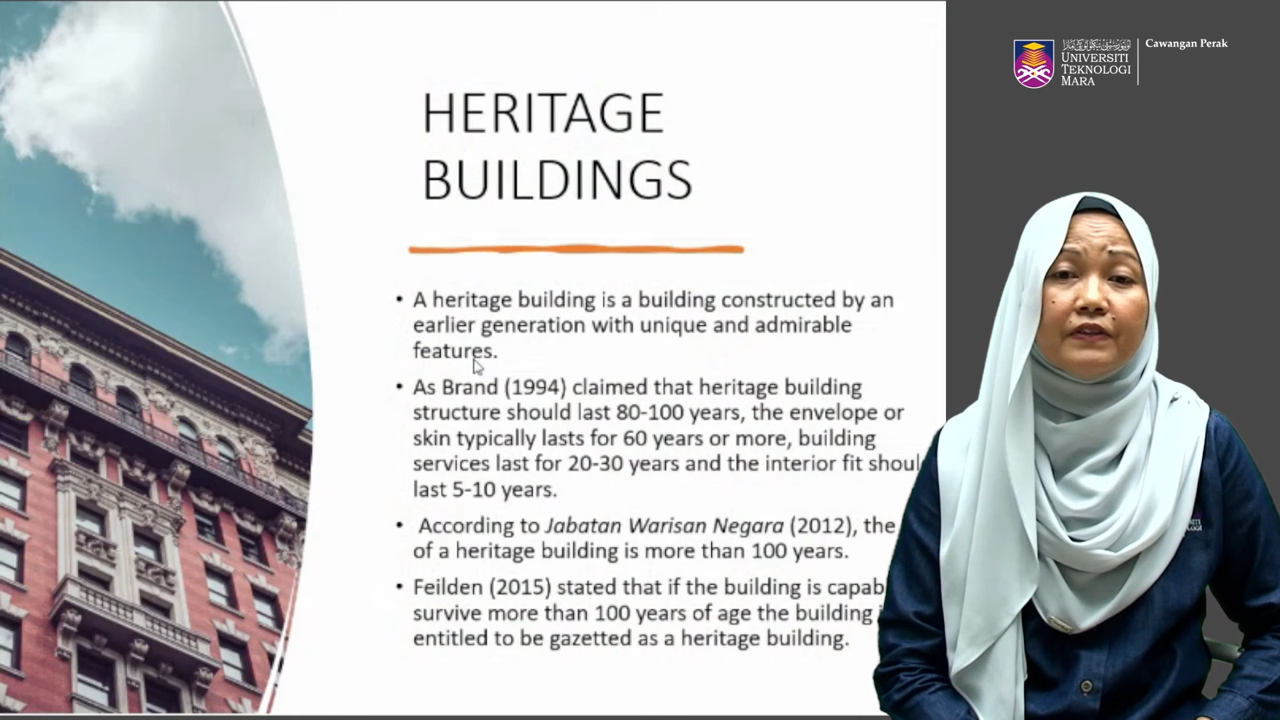 HERITAGE
BUILDINGS
• A heritage building is a building constructed by an
earlier generation with unique and admirable
features.
• As Brand (1994) claimed that heritage building
structure should last 80-100 years, the envelope or
skin typically lasts for 60 years or more, building
services last for 20-30 years and the interior fit shoul
last 5-10 years.
• According to Jabatan Warisan Negara (2012), the
of a heritage building is more than 100 years.
• Feilden (2015) stated that if the building is capab
survive more than 100 years of age the building
entitled to be gazetted as a heritage building.
UNIVERSITI
TEKNOLOGI
MARA
Cawangan Perak